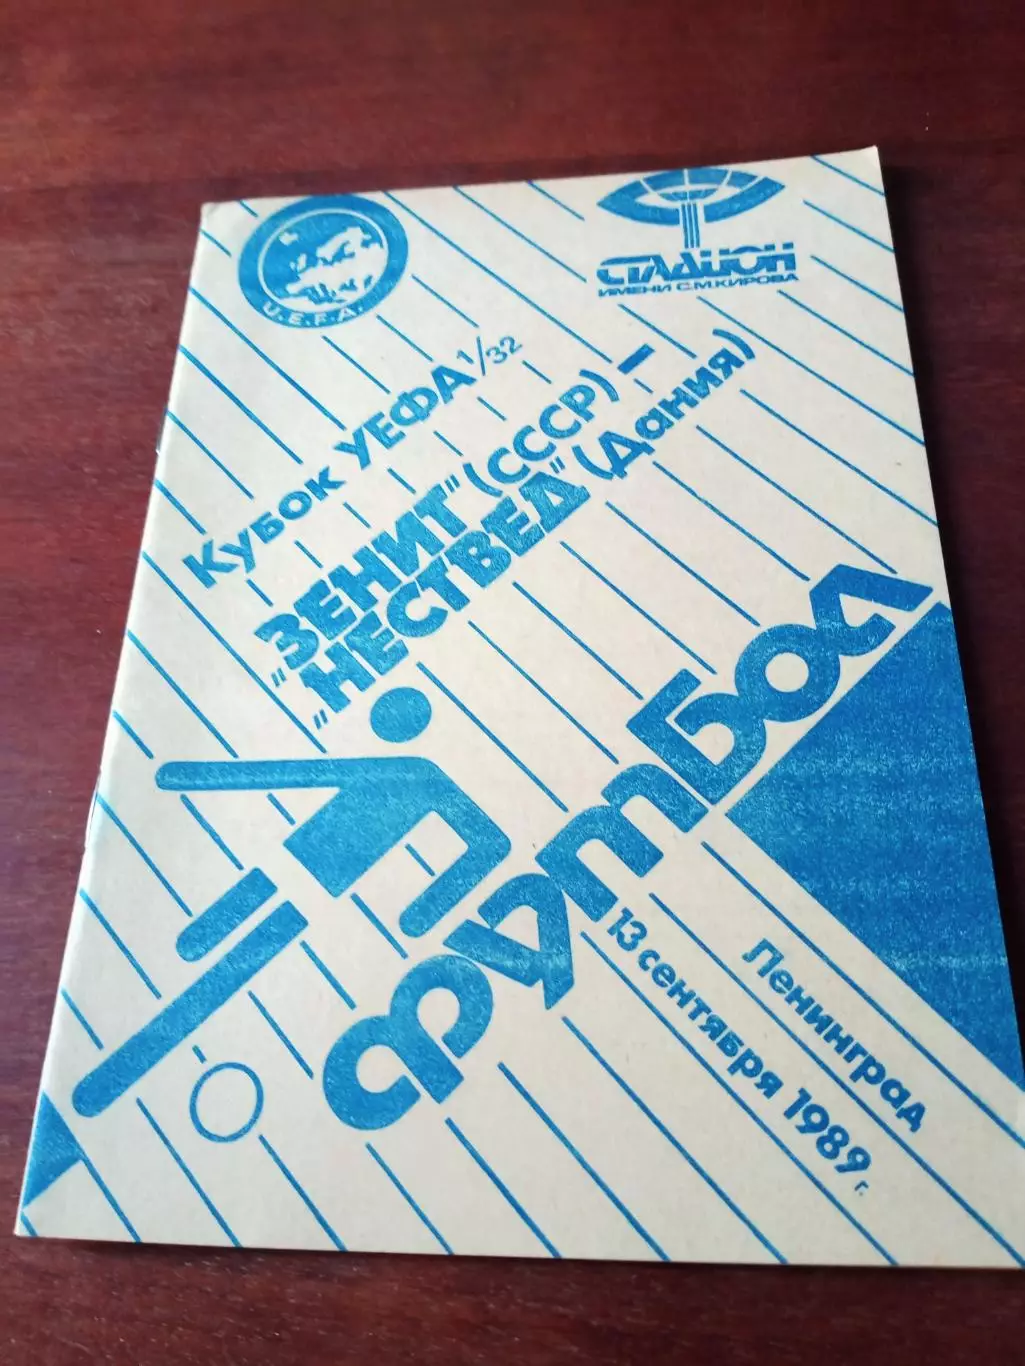 U.E.F.A.
СТАДИОН
ИМЕНИ С.М.КИРОВА
Кубок УЕФА 1/32
„ЗЕНИТ" (СССР) –
„НЕСТВЕД" (Дания)
футбол
Ленинград
13 сентября 1989 г.